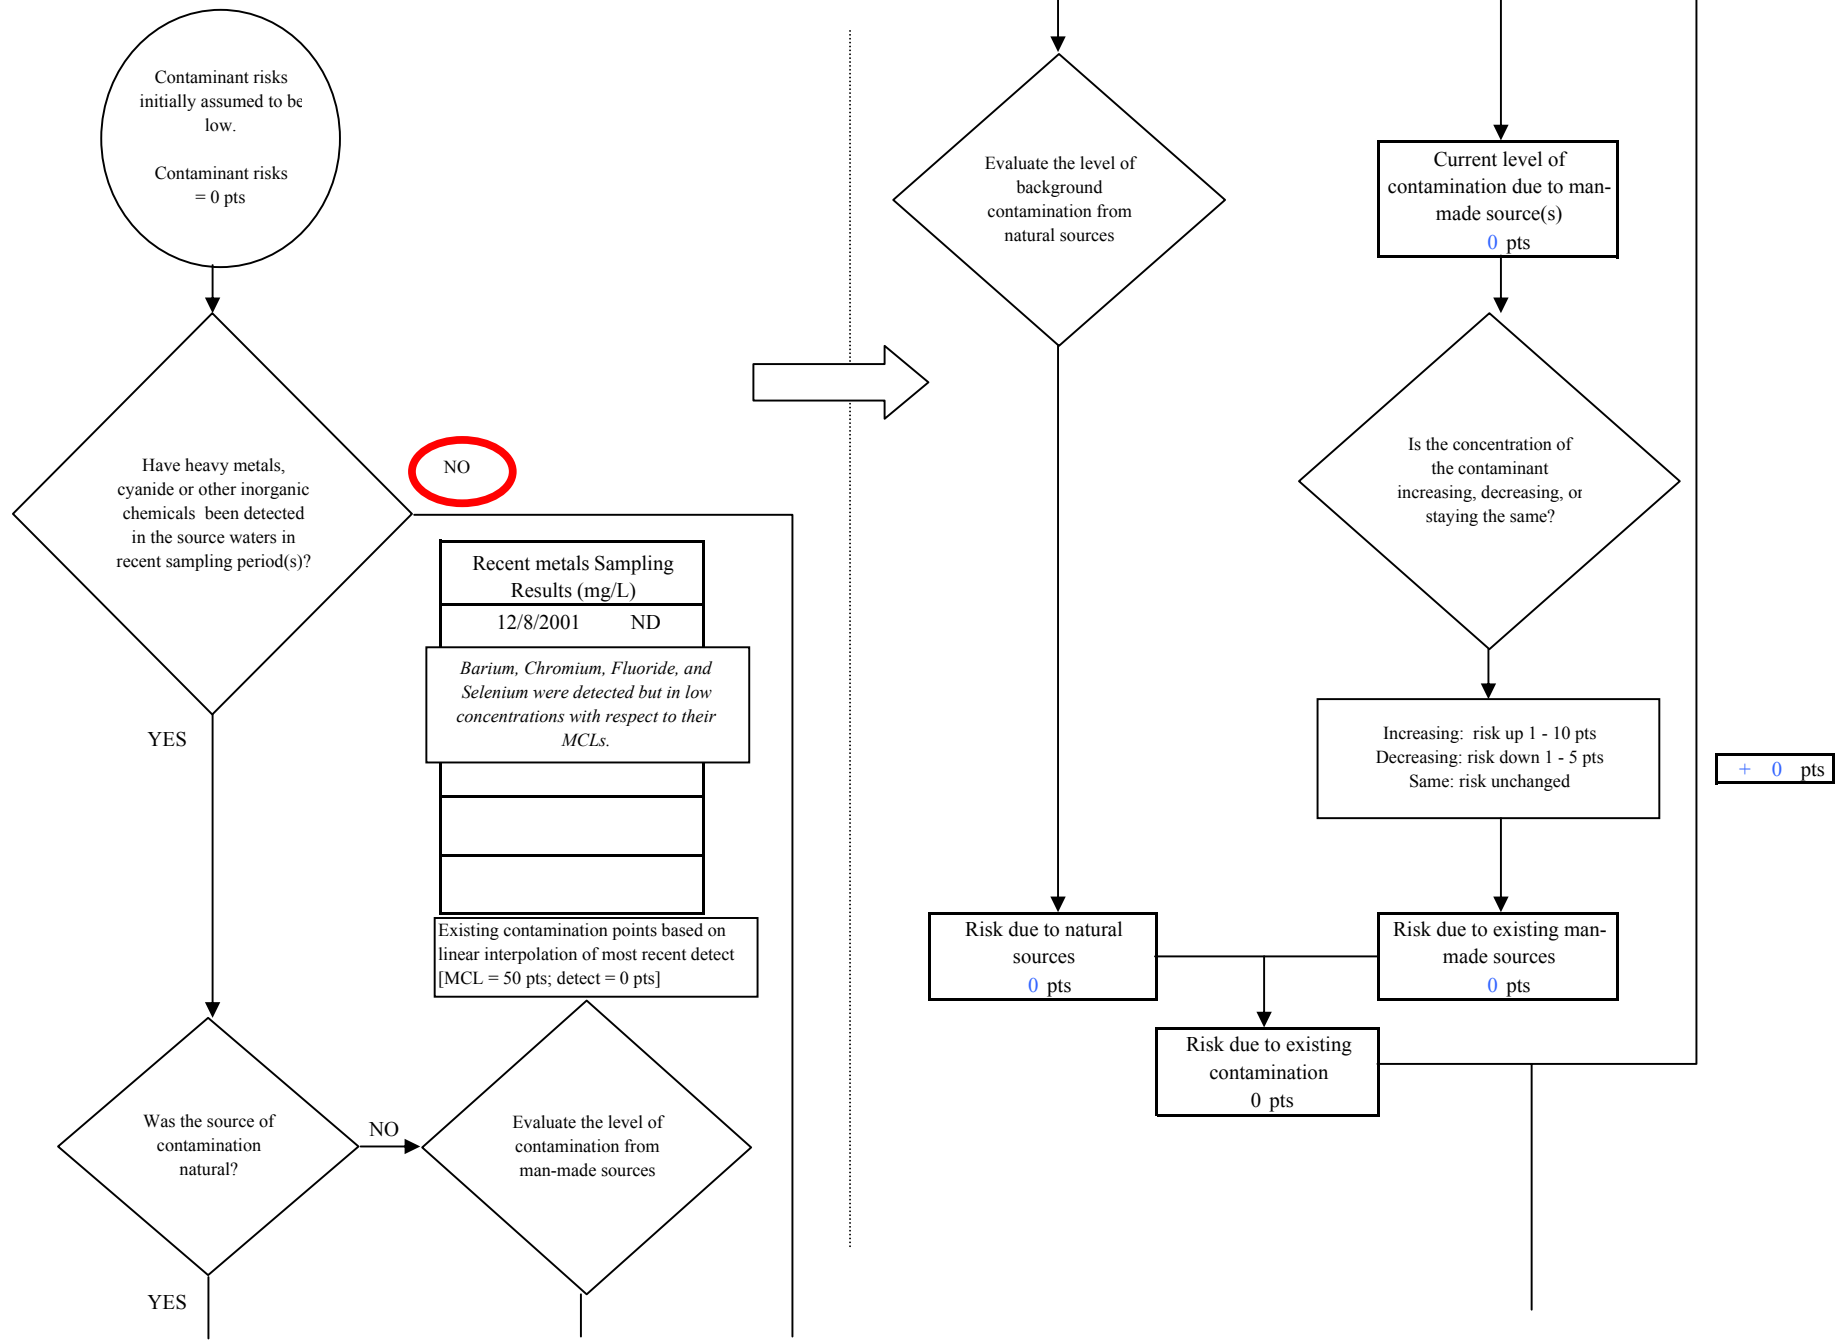 Contaminant risks
initially assumed to be
low.
Contaminant risks
= 0 pts
Have heavy metals,
cyanide or other inorganic
chemicals been detected
in the source waters in
recent sampling period(s)?
NO
YES
Recent metals Sampling
Results (mg/L)
12/8/2001 ND
Barium, Chromium, Fluoride, and
Selenium were detected but in low
concentrations with respect to their
MCLs.
Existing contamination points based on
linear interpolation of most recent detect
[MCL = 50 pts; detect = 0 pts]
Was the source of
contamination
natural?
NO
YES
Evaluate the level of
contamination from
man-made sources
Evaluate the level of
background
contamination from
natural sources
Current level of
contamination due to man-
made source(s)
0 pts
Is the concentration of
the contaminant
increasing, decreasing, or
staying the same?
Increasing: risk up 1 - 10 pts
Decreasing: risk down 1 - 5 pts
Same: risk unchanged
+ 0 pts
Risk due to natural
sources
0 pts
Risk due to existing man-
made sources
0 pts
Risk due to existing
contamination
0 pts